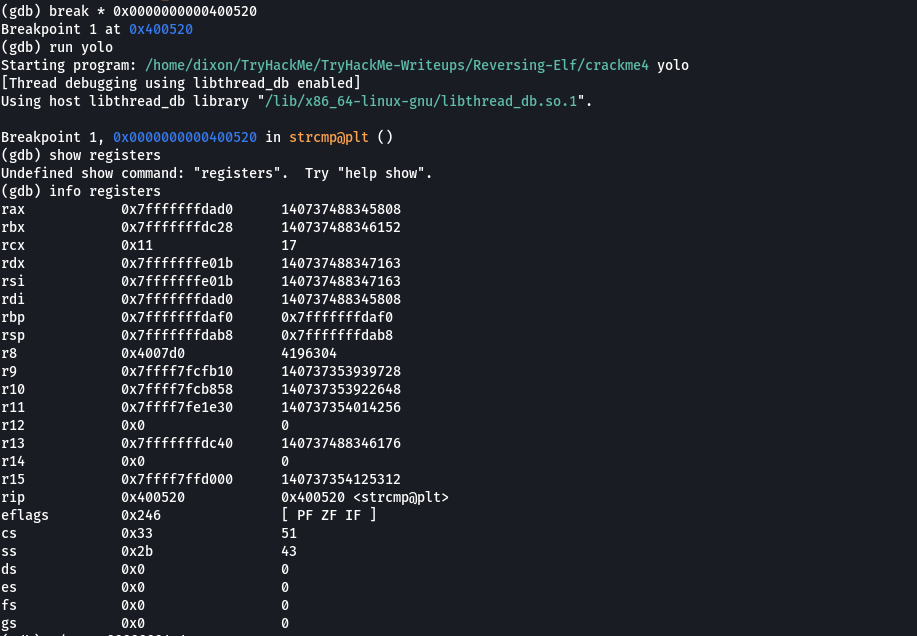 (gdb) break * 0x0000000000400520
Breakpoint 1 at 0x400520
(gdb) run yolo
Starting program: /home/dixon/TryHackMe/TryHackMe-Writeups/Reversing-Elf/crackme4 yolo
[Thread debugging using libthread_db enabled]
Using host libthread_db library "/lib/x86_64-linux-gnu/libthread_db.so.1".
Breakpoint 1, 0x0000000000400520 in strcmp@plt ()
(gdb) show registers
Undefined show command: "registers".  Try "help show".
(gdb) info registers
rax 0x7fffffffdad0 140737488345808
rbx 0x7fffffffdc28 140737488346152
rcx 0x11 17
rdx 0x7fffffffe01b 140737488347163
rsi 0x7fffffffe01b 140737488347163
rdi 0x7fffffffdad0 140737488345808
rbp 0x7fffffffdaf0 0x7fffffffdaf0
rsp 0x7fffffffdab8 0x7fffffffdab8
r8 0x4007d0 4196304
r9 0x7ffff7fcfb10 140737353939728
r10 0x7ffff7fcb858 140737353922648
r11 0x7ffff7fe1e30 140737354014256
r12 0x0 0
r13 0x7fffffffdc40 140737488346176
r14 0x0 0
r15 0x7ffff7ffd000 140737354125312
rip 0x400520 0x400520 <strcmp@plt>
eflags 0x246 [ PF ZF IF ]
cs 0x33 51
ss 0x2b 43
ds 0x0 0
es 0x0 0
fs 0x0 0
gs 0x0 0